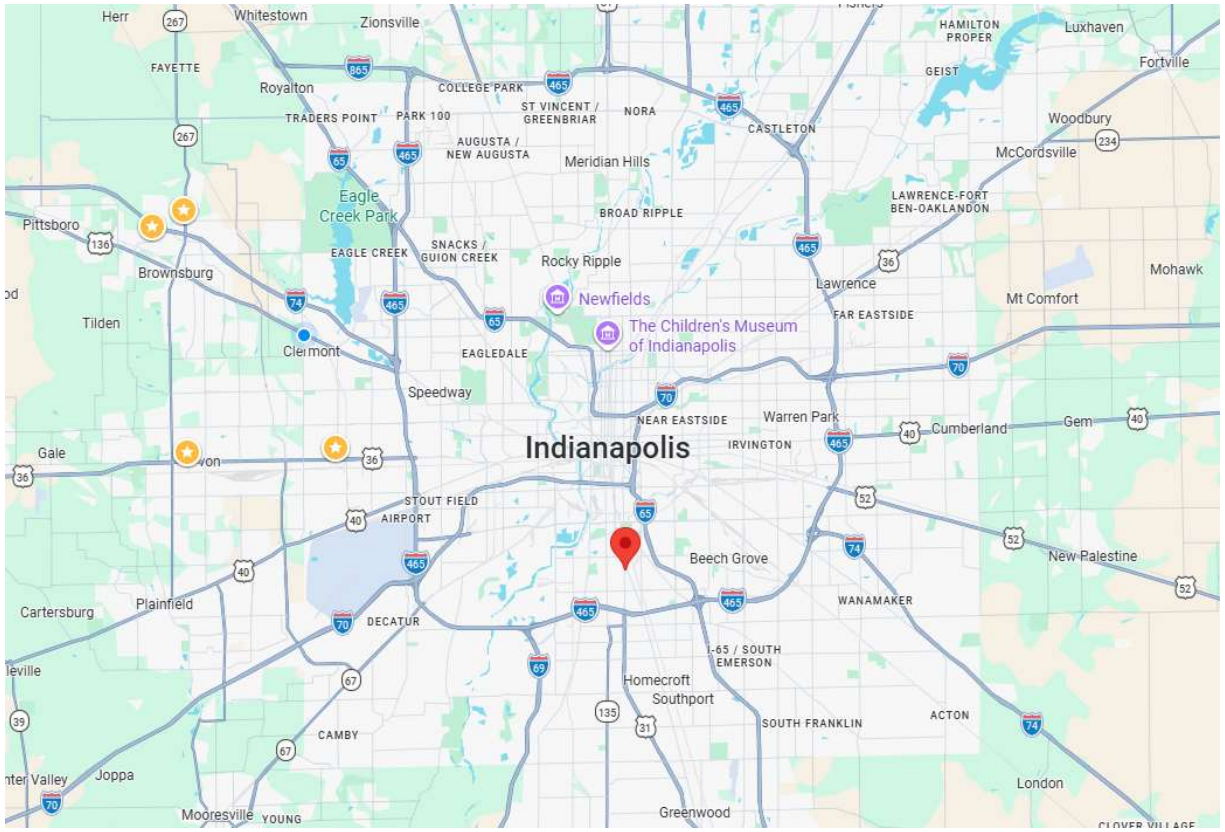 Herr
267
Whitestown
Zionsville
HAMILTON
PROPER
Luxhaven
FAYETTE
865
Royalton
COLLEGE PARK
465
GEIST
Fortville
ST VINCENT /
GREENBRIAR
NORA
465
TRADERS POINT
PARK 100
CASTLETON
Woodbury
267
AUGUSTA /
NEW AUGUSTA
234
65
465
Meridian Hills
McCordsville
Eagle
Creek Park
LAWRENCE-FORT
BEN-OAKLANDON
Pittsboro
BROAD RIPPLE
136
EAGLE CREEK
SNACKS /
GUION CREEK
465
Rocky Ripple
36
Mohawk
Brownsburg
Lawrence
74
465
Newfields
Mt Comfort
Tilden
65
FAR EASTSIDE
Clermont
EAGLEDALE
The Children's Museum
of Indianapolis
70
Speedway
70
NEAR EASTSIDE
Warren Park
Gem
40
Cumberland
40
465
Gale
36
Indianapolis
IRVINGTON
36
STOUT FIELD
52
40
AIRPORT
65
52
New Palestine
Beech Grove
74
465
40
52
Plainfield
Cartersburg
465
465
WANAMAKER
70
DECATUR
69
I-65 / SOUTH
EMERSON
67
Homecroft
Southport
39
135
31
SOUTH FRANKLIN
ACTON
74
CAMBY
67
Joppa
70
London
Mooresville
YOUNG
Greenwood